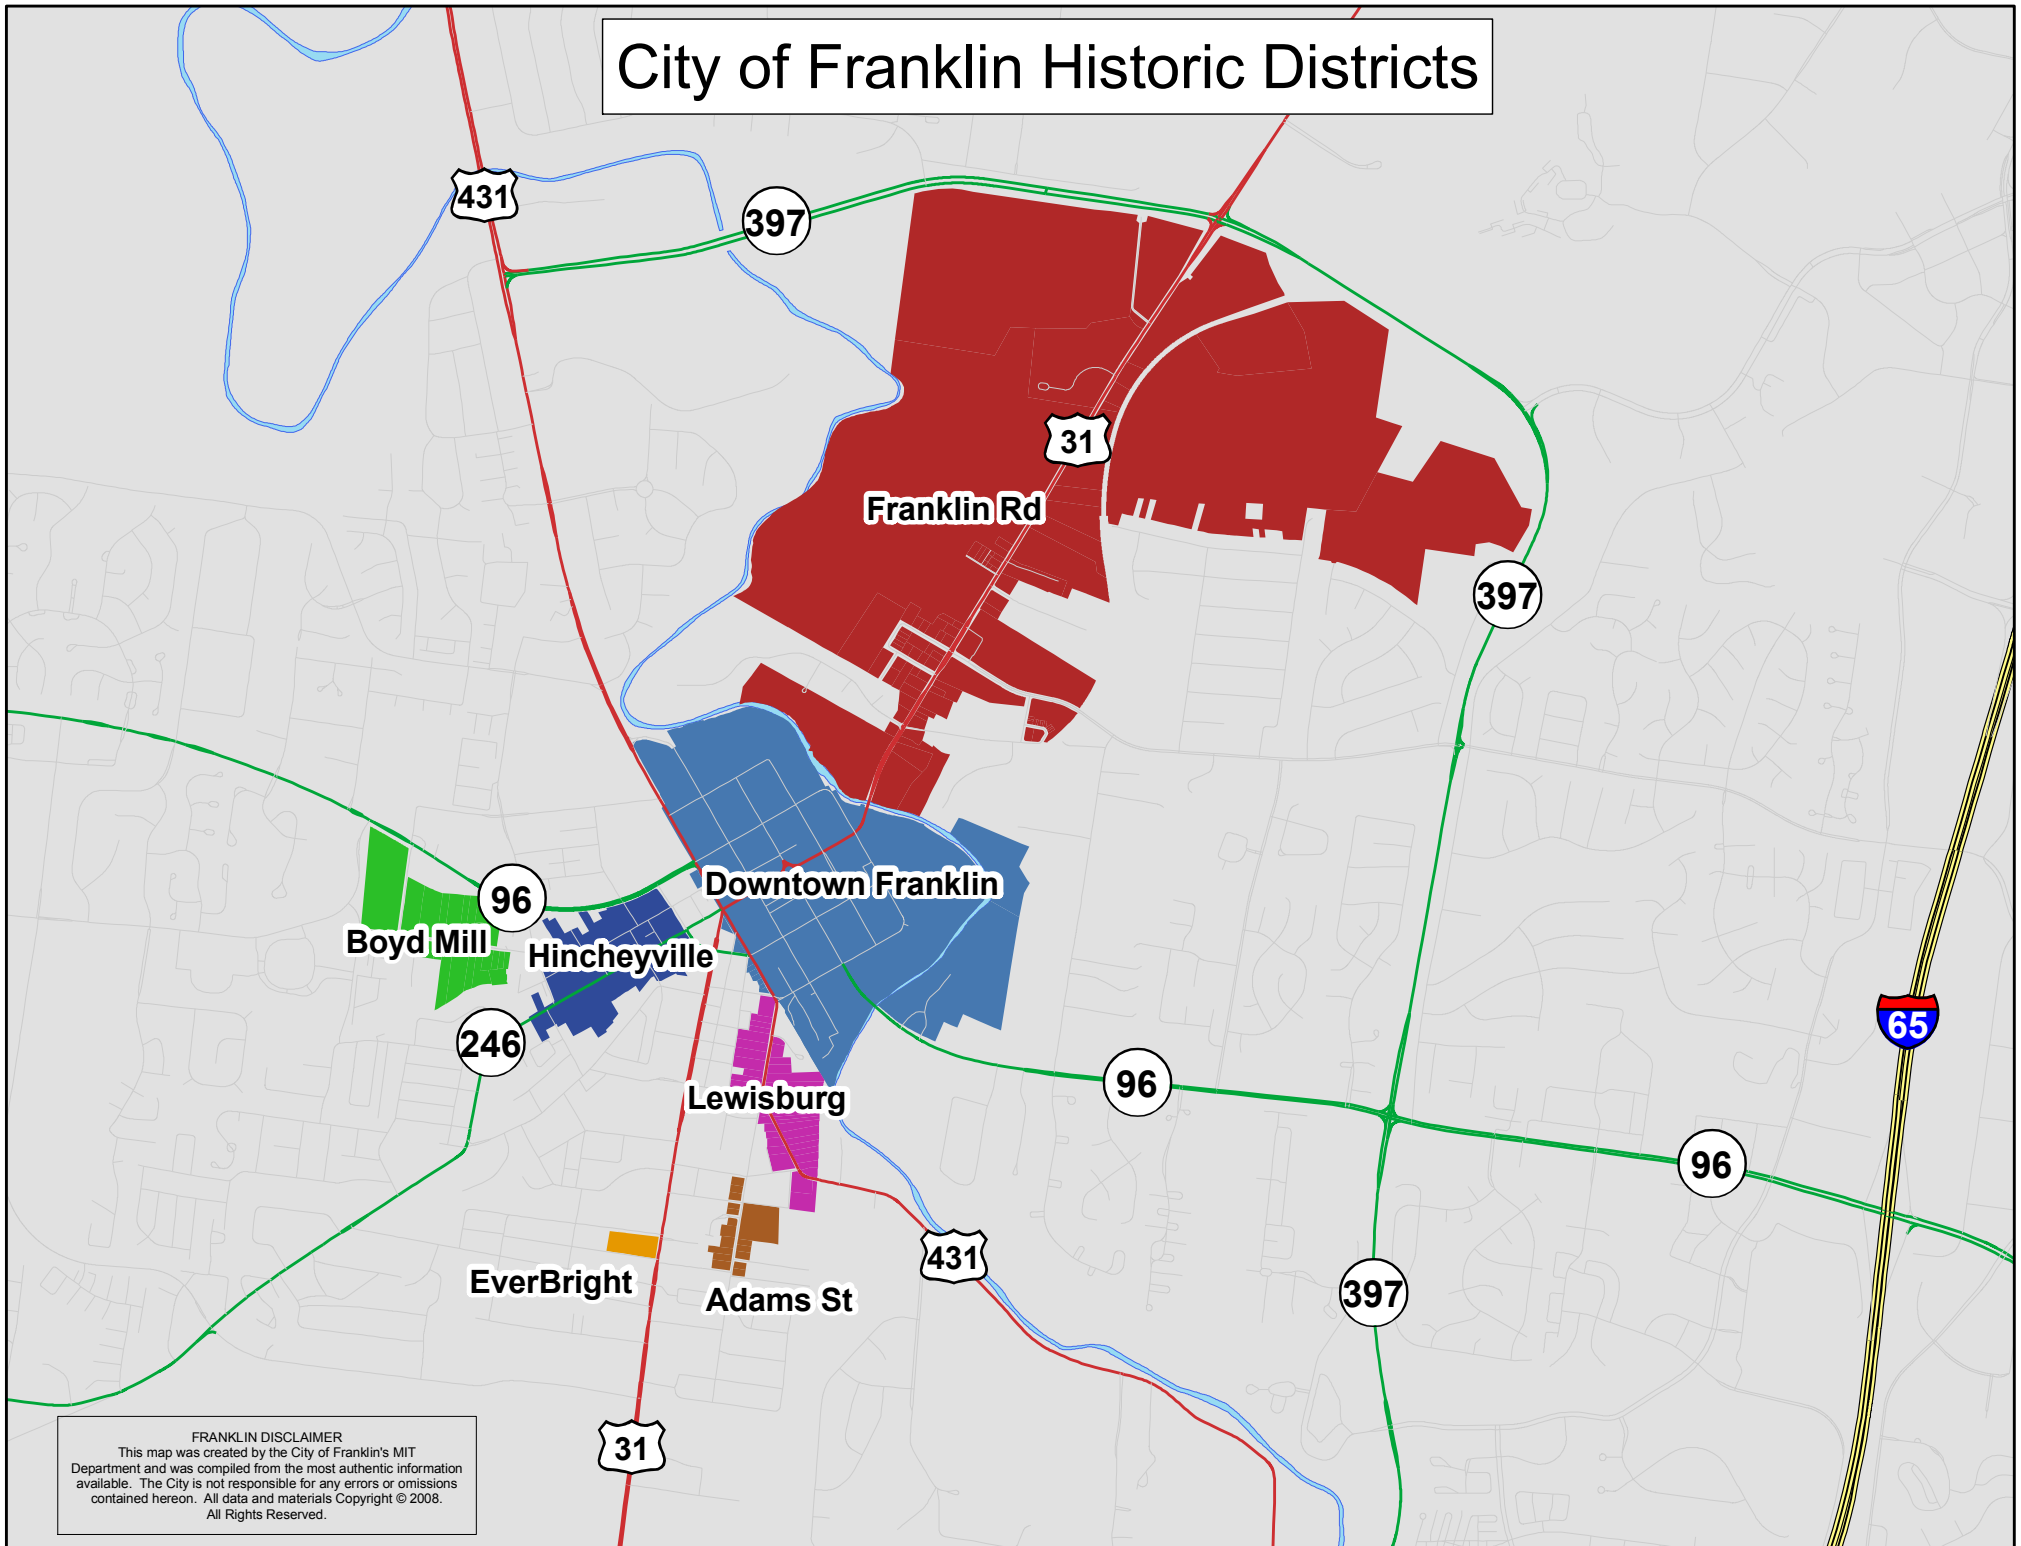 City of Franklin Historic Districts
431
397
31
Franklin Rd
397
Downtown Franklin
96
Boyd Mill
Hincheyville
246
65
96
Lewisburg
96
431
EverBright
Adams St
397
31
FRANKLIN DISCLAIMER
This map was created by the City of Franklin's MIT
Department and was compiled from the most authentic information
available. The City is not responsible for any errors or omissions
contained hereon. All data and materials Copyright © 2008.
All Rights Reserved.